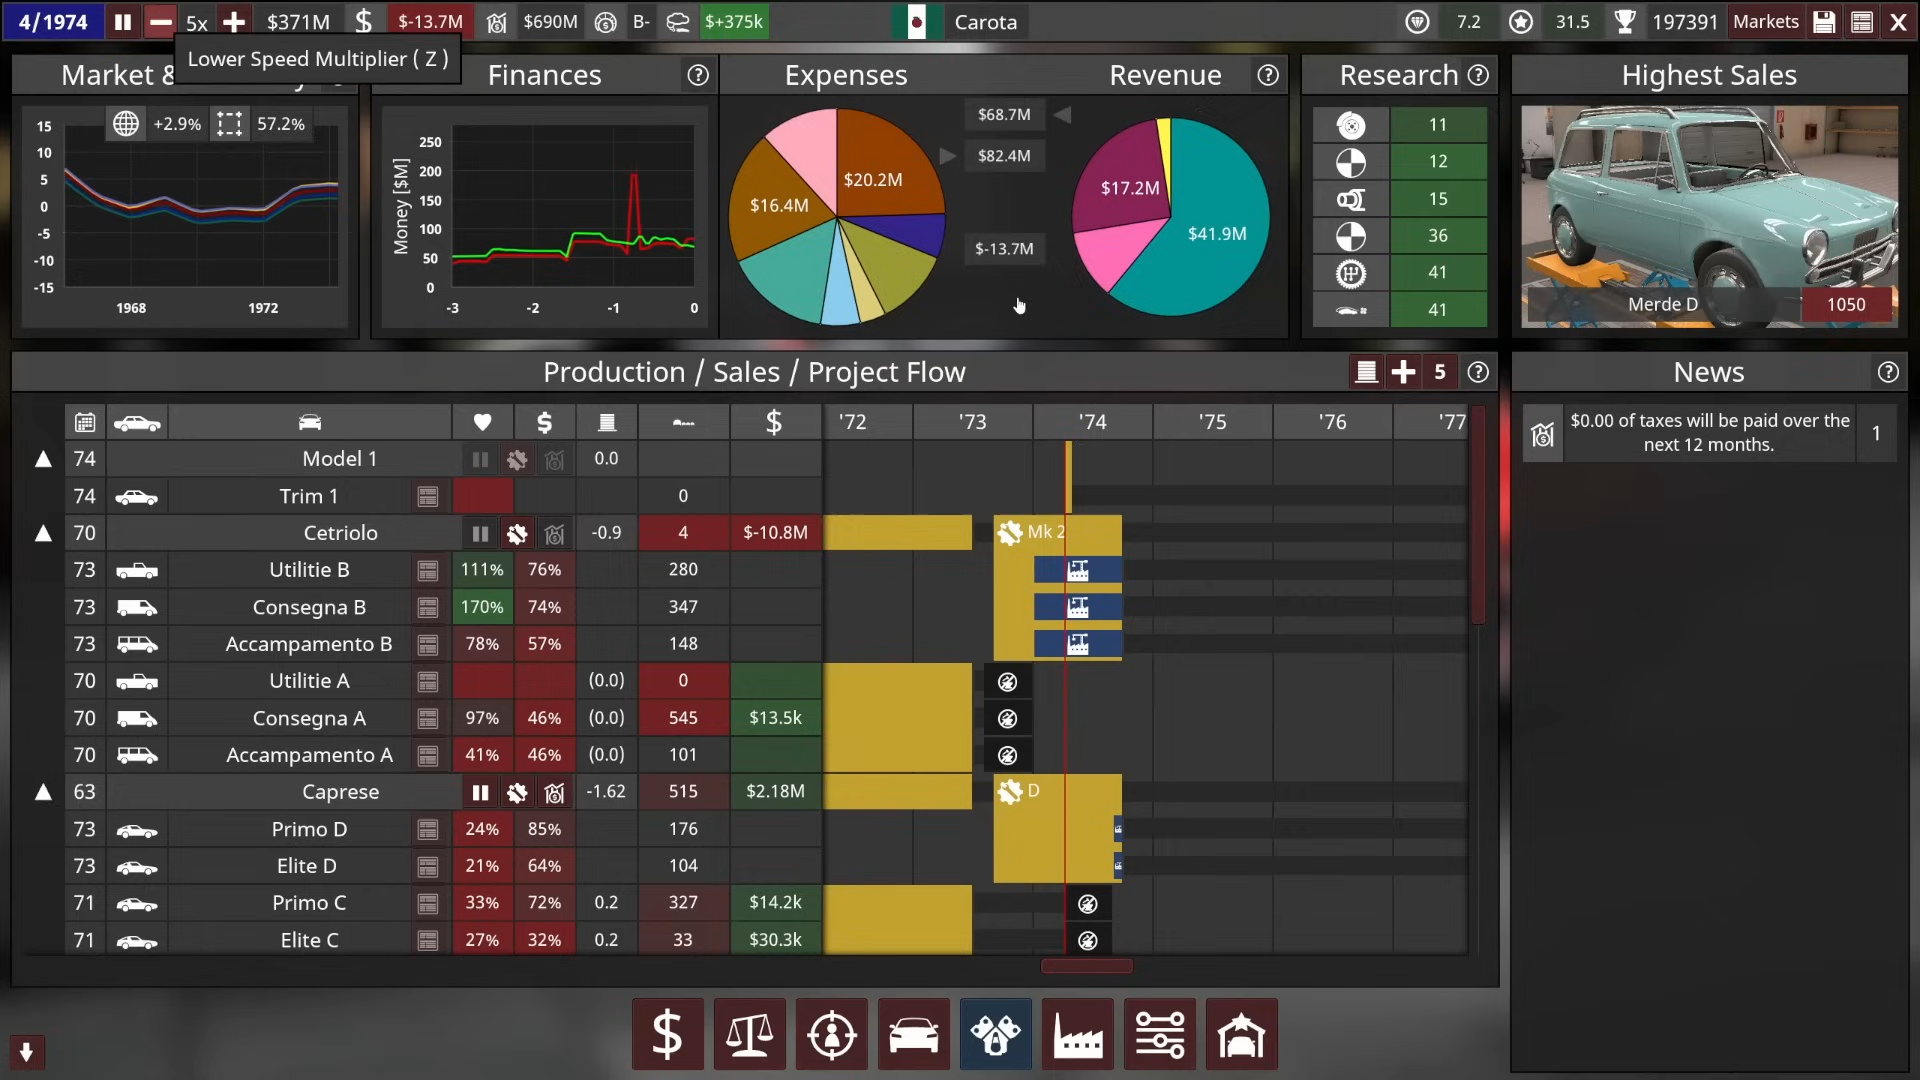 4/1974
5x
$371M
$
$-13.7M
$690M
B-
$+375k
Carota
7.2
31.5
197391
Markets
X
Lower Speed Multiplier ( Z )
Market &
y
+2.9%
57.2%
15
10
5
0
-5
-10
-15
1968
1972
Finances
?
Money [$M]
250
200
150
100
50
0
-3
-2
-1
0
Expenses
Revenue
?
$20.2M
$16.4M
$68.7M
$82.4M
$-13.7M
$17.2M
$41.9M
Research
?
11
12
15
36
41
41
Highest Sales
Merde D
1050
Production / Sales / Project Flow
5
?
$
$
'72
'73
'74
'75
'76
'77
74
Model 1
0.0
74
Trim 1
0
70
Cetriolo
-0.9
4
$-10.8M
Mk 2
73
Utilitie B
111%
76%
280
73
Consegna B
170%
74%
347
73
Accampamento B
78%
57%
148
70
Utilitie A
(0.0)
0
70
Consegna A
97%
46%
(0.0)
545
$13.5k
70
Accampamento A
41%
46%
(0.0)
101
63
Caprese
-1.62
515
$2.18M
D
73
Primo D
24%
85%
176
73
Elite D
21%
64%
104
71
Primo C
33%
72%
0.2
327
$14.2k
71
Elite C
27%
32%
0.2
33
$30.3k
News
?
$0.00 of taxes will be paid over the
next 12 months.
1
$